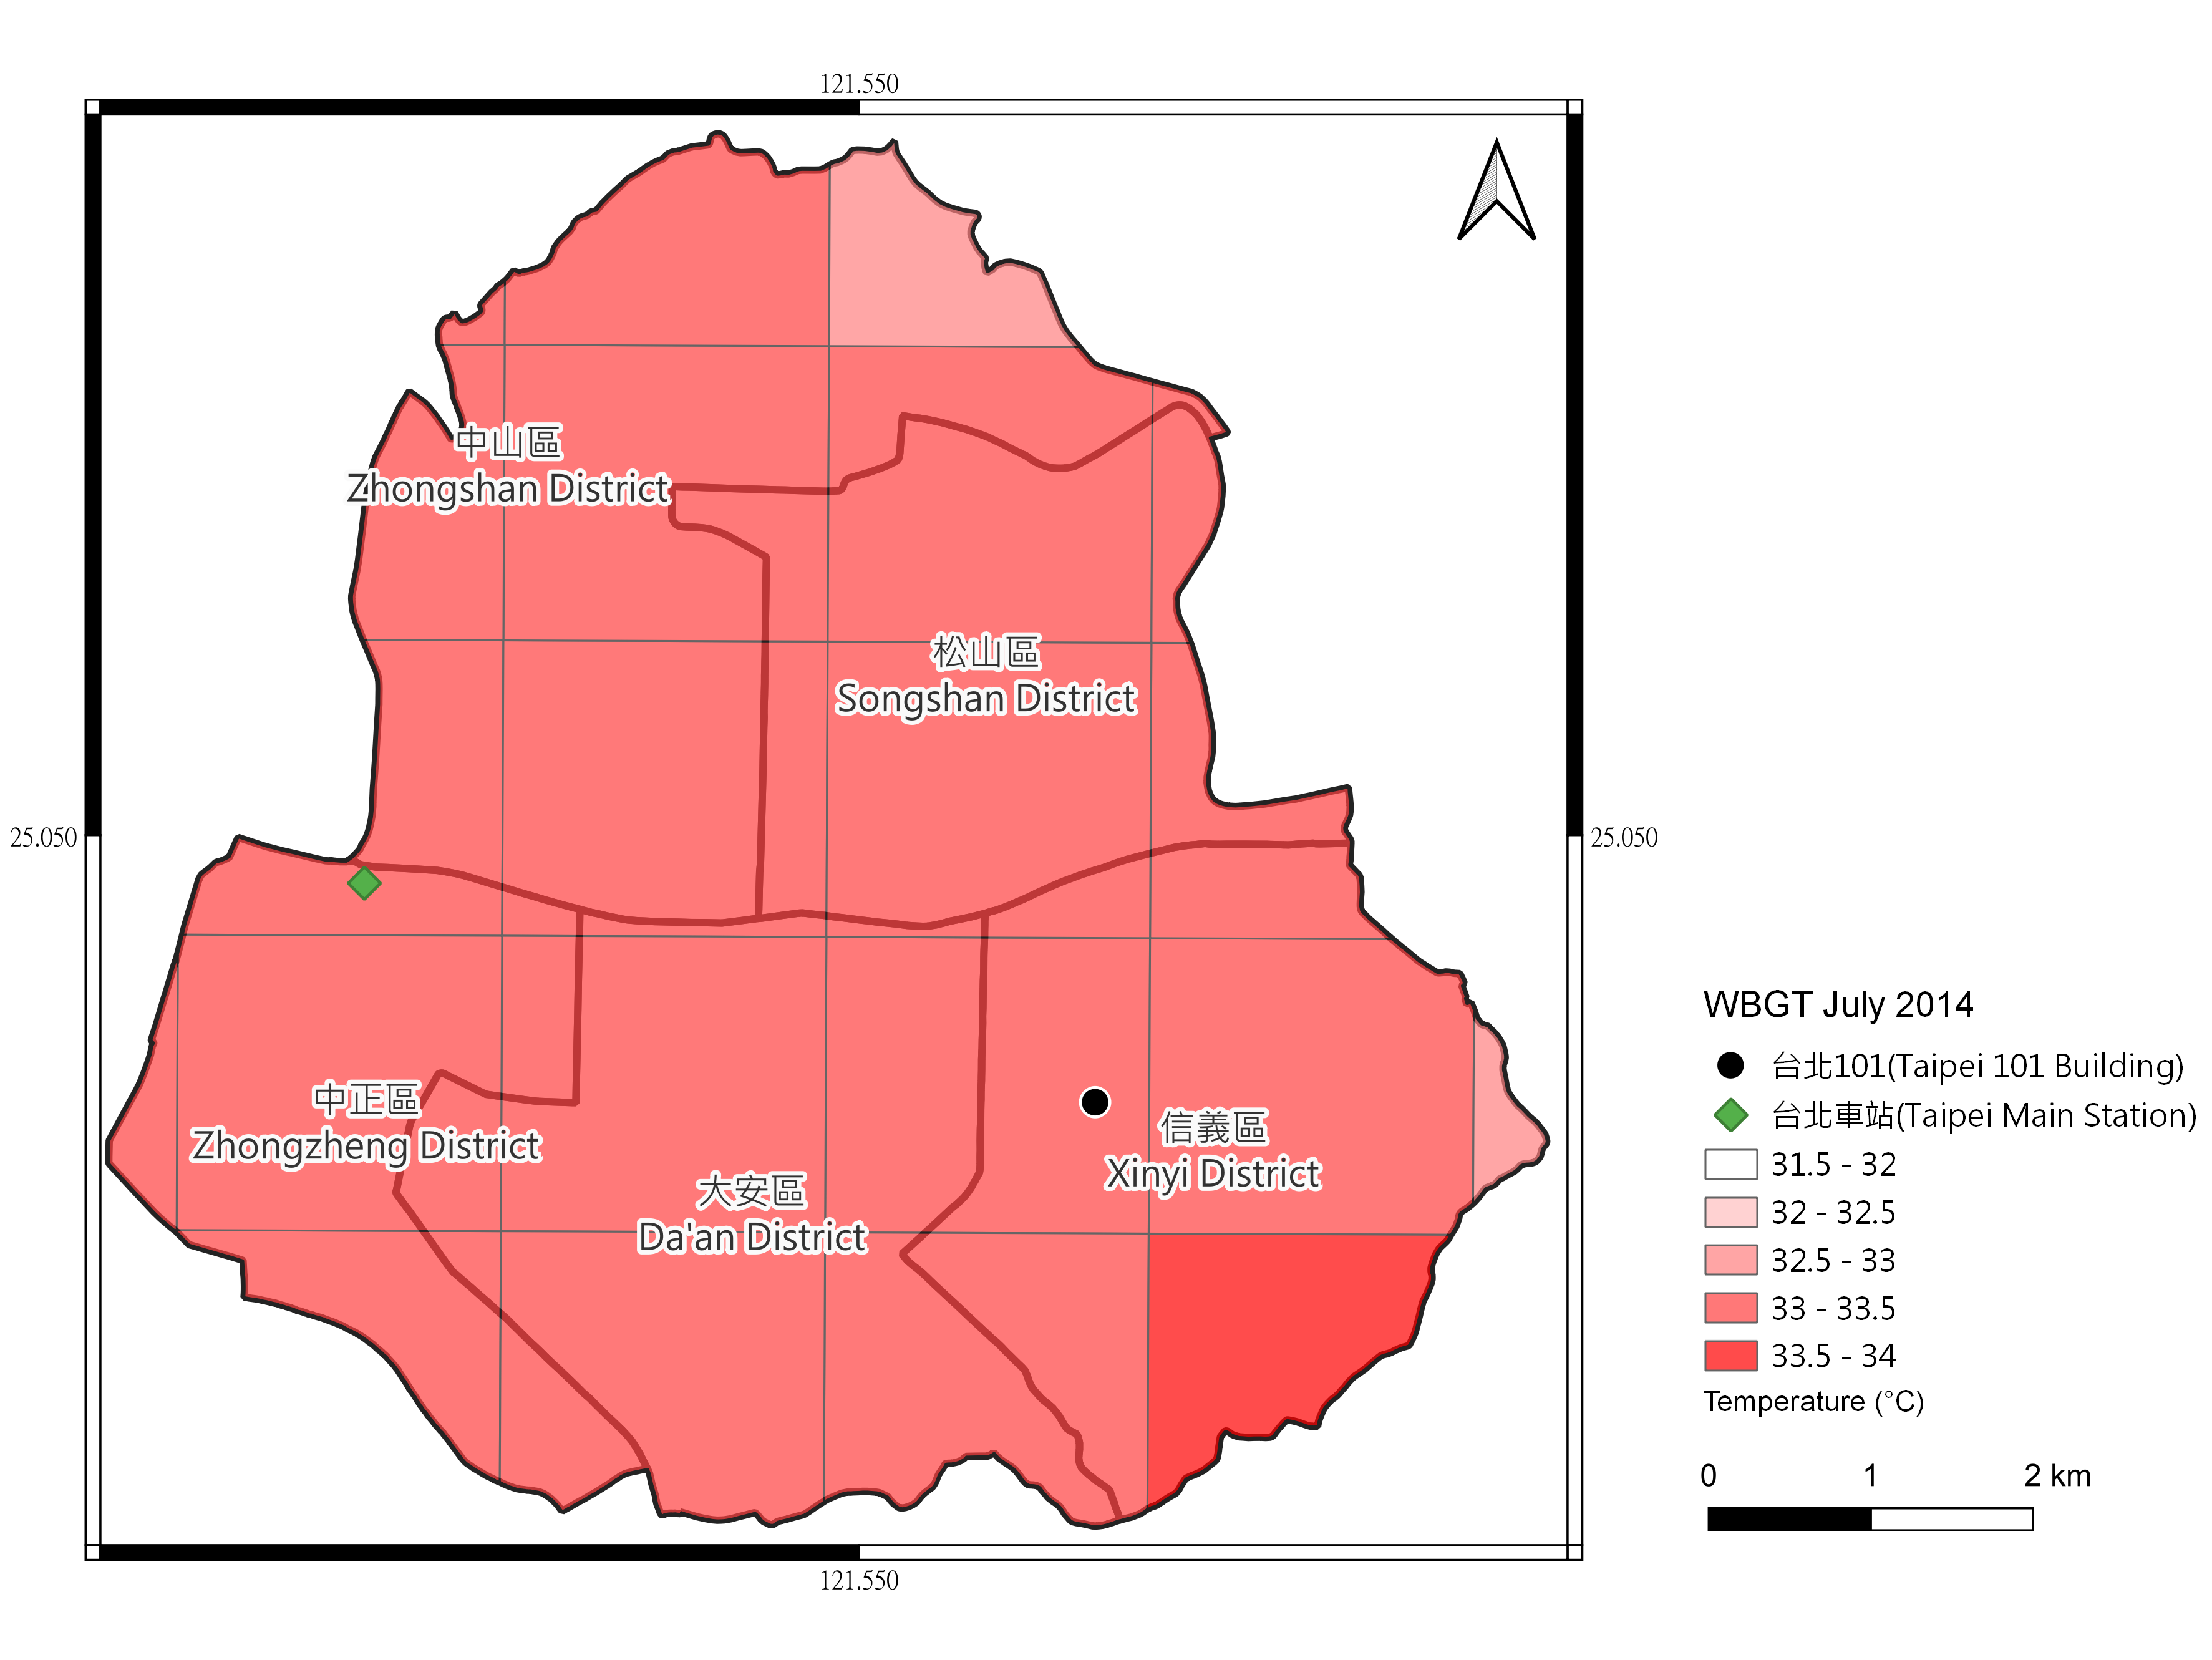 121.550
中山區
Zhongshan District
松山區
Songshan District
25.050
25.050
中正區
Zhongzheng District
信義區
Xinyi District
大安區
Da'an District
121.550
WBGT July 2014
台北101(Taipei 101 Building)
台北車站(Taipei Main Station)
31.5 - 32
32 - 32.5
32.5 - 33
33 - 33.5
33.5 - 34
Temperature (°C)
0 1 2 km